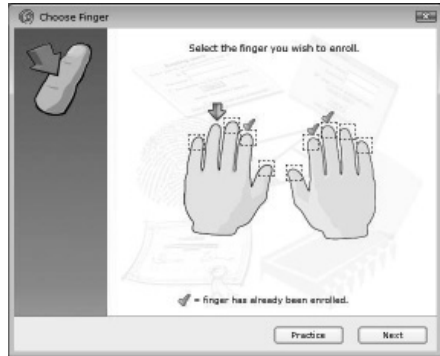 Choose Finger
Select the finger you wish to enroll.
= finger has already been enrolled.
Practice
Next